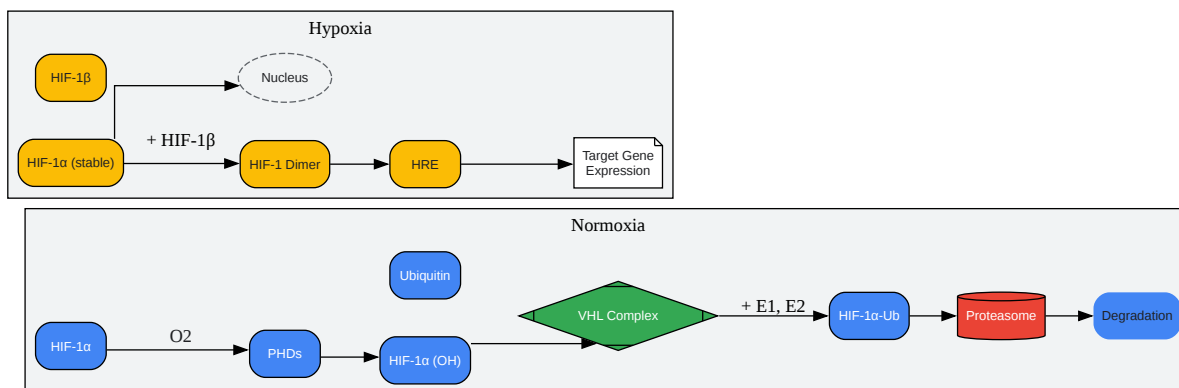 Hypoxia
HIF-1β
Nucleus
HIF-1α (stable)
+ HIF-1β
HIF-1 Dimer
HRE
Target Gene
Expression
Normoxia
Ubiquitin
HIF-1α
O2
PHDs
HIF-1α (OH)
VHL Complex
+ E1, E2
HIF-1α-Ub
Proteasome
Degradation